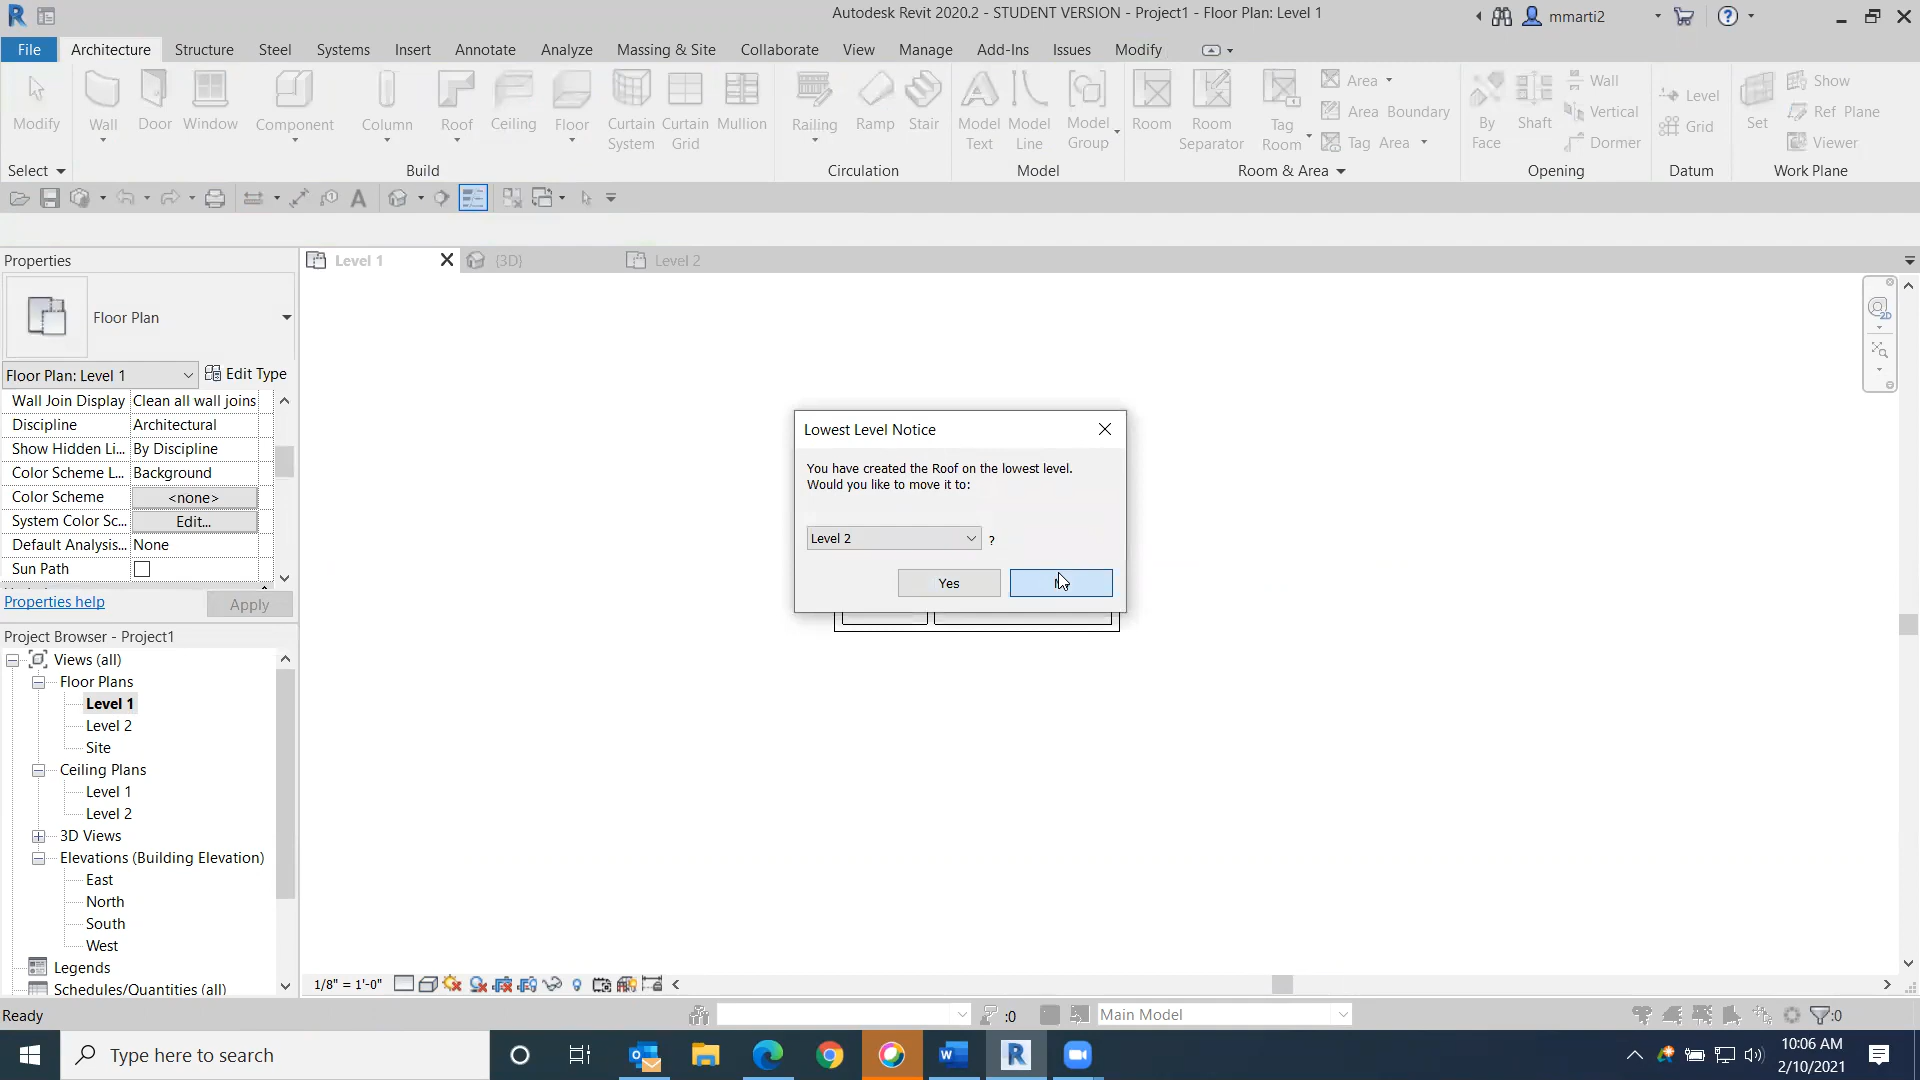 Autodesk Revit 2020.2 - STUDENT VERSION - Project1 - Floor Plan: Level 1
mmarti2
File Architecture Structure Steel Systems Insert Annotate Analyze Massing & Site Collaborate View Manage Add-Ins Issues Modify
Modify
Wall
Door
Window
Component
Column
Roof
Ceiling
Floor
Curtain
System
Curtain
Grid
Mullion
Railing
Ramp
Stair
Model
Text
Model
Line
Model
Group
Room
Room
Separator
Tag
Room
Area
Area Boundary
Tag Area
By
Face
Shaft
Wall
Vertical
Dormer
Level
Grid
Set
Show
Ref Plane
Viewer
Select Build Circulation Model Room & Area Opening Datum Work Plane
Properties
Level 1 {3D} Level 2
Floor Plan
2D
Floor Plan: Level 1 Edit Type
Wall Join Display Clean all wall joins
Discipline Architectural
Show Hidden Li... By Discipline
Color Scheme L... Background
Color Scheme <none>
System Color Sc... Edit...
Default Analysis... None
Sun Path
Properties help Apply
Lowest Level Notice
You have created the Roof on the lowest level.
Would you like to move it to:
Level 2 ?
Yes
Project Browser - Project1
Views (all)
Floor Plans
Level 1
Level 2
Site
Ceiling Plans
Level 1
Level 2
3D Views
Elevations (Building Elevation)
East
North
South
West
Legends
Schedules/Quantities (all)
1/8" = 1'-0"
Ready
:0
Main Model
:0
Type here to search
10:06 AM
2/10/2021